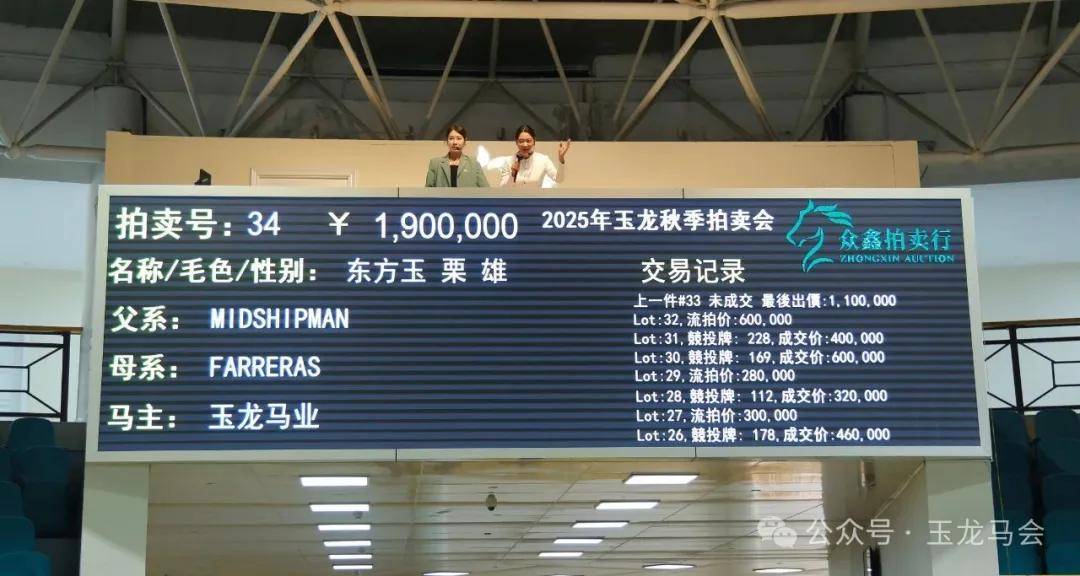 拍卖号：34 ￥ 1,900,000 2025年玉龙秋季拍卖会
众鑫拍卖行
ZHONGXIN AUCTION
名称/毛色/性别： 东方玉 栗 雄
父系： MIDSHIPMAN
母系： FARRERAS
马主： 玉龙马业
交易记录
上一件#33 未成交 最後出價:1,100,000
Lot:32,流拍价:600,000
Lot:31,競投牌: 228,成交价:400,000
Lot:30,競投牌: 169,成交价:600,000
Lot:29,流拍价:280,000
Lot:28,競投牌: 112,成交价:320,000
Lot:27,流拍价:300,000
Lot:26,競投牌: 178,成交价:460,000
公众号·玉龙马会